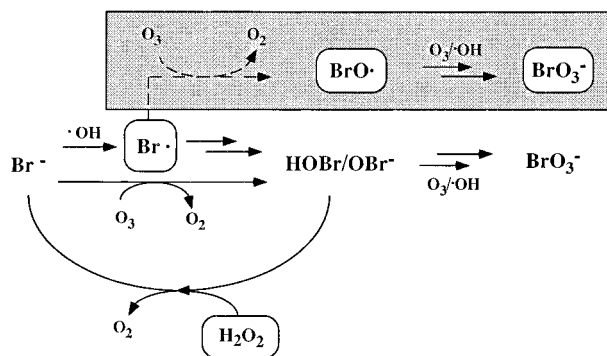 O₃ O₂
BrO· O₃/·OH BrO₃⁻
·OH
Br⁻ Br· HOBr/OBr⁻ BrO₃⁻
O₃/·OH
O₃ O₂
O₂ H₂O₂